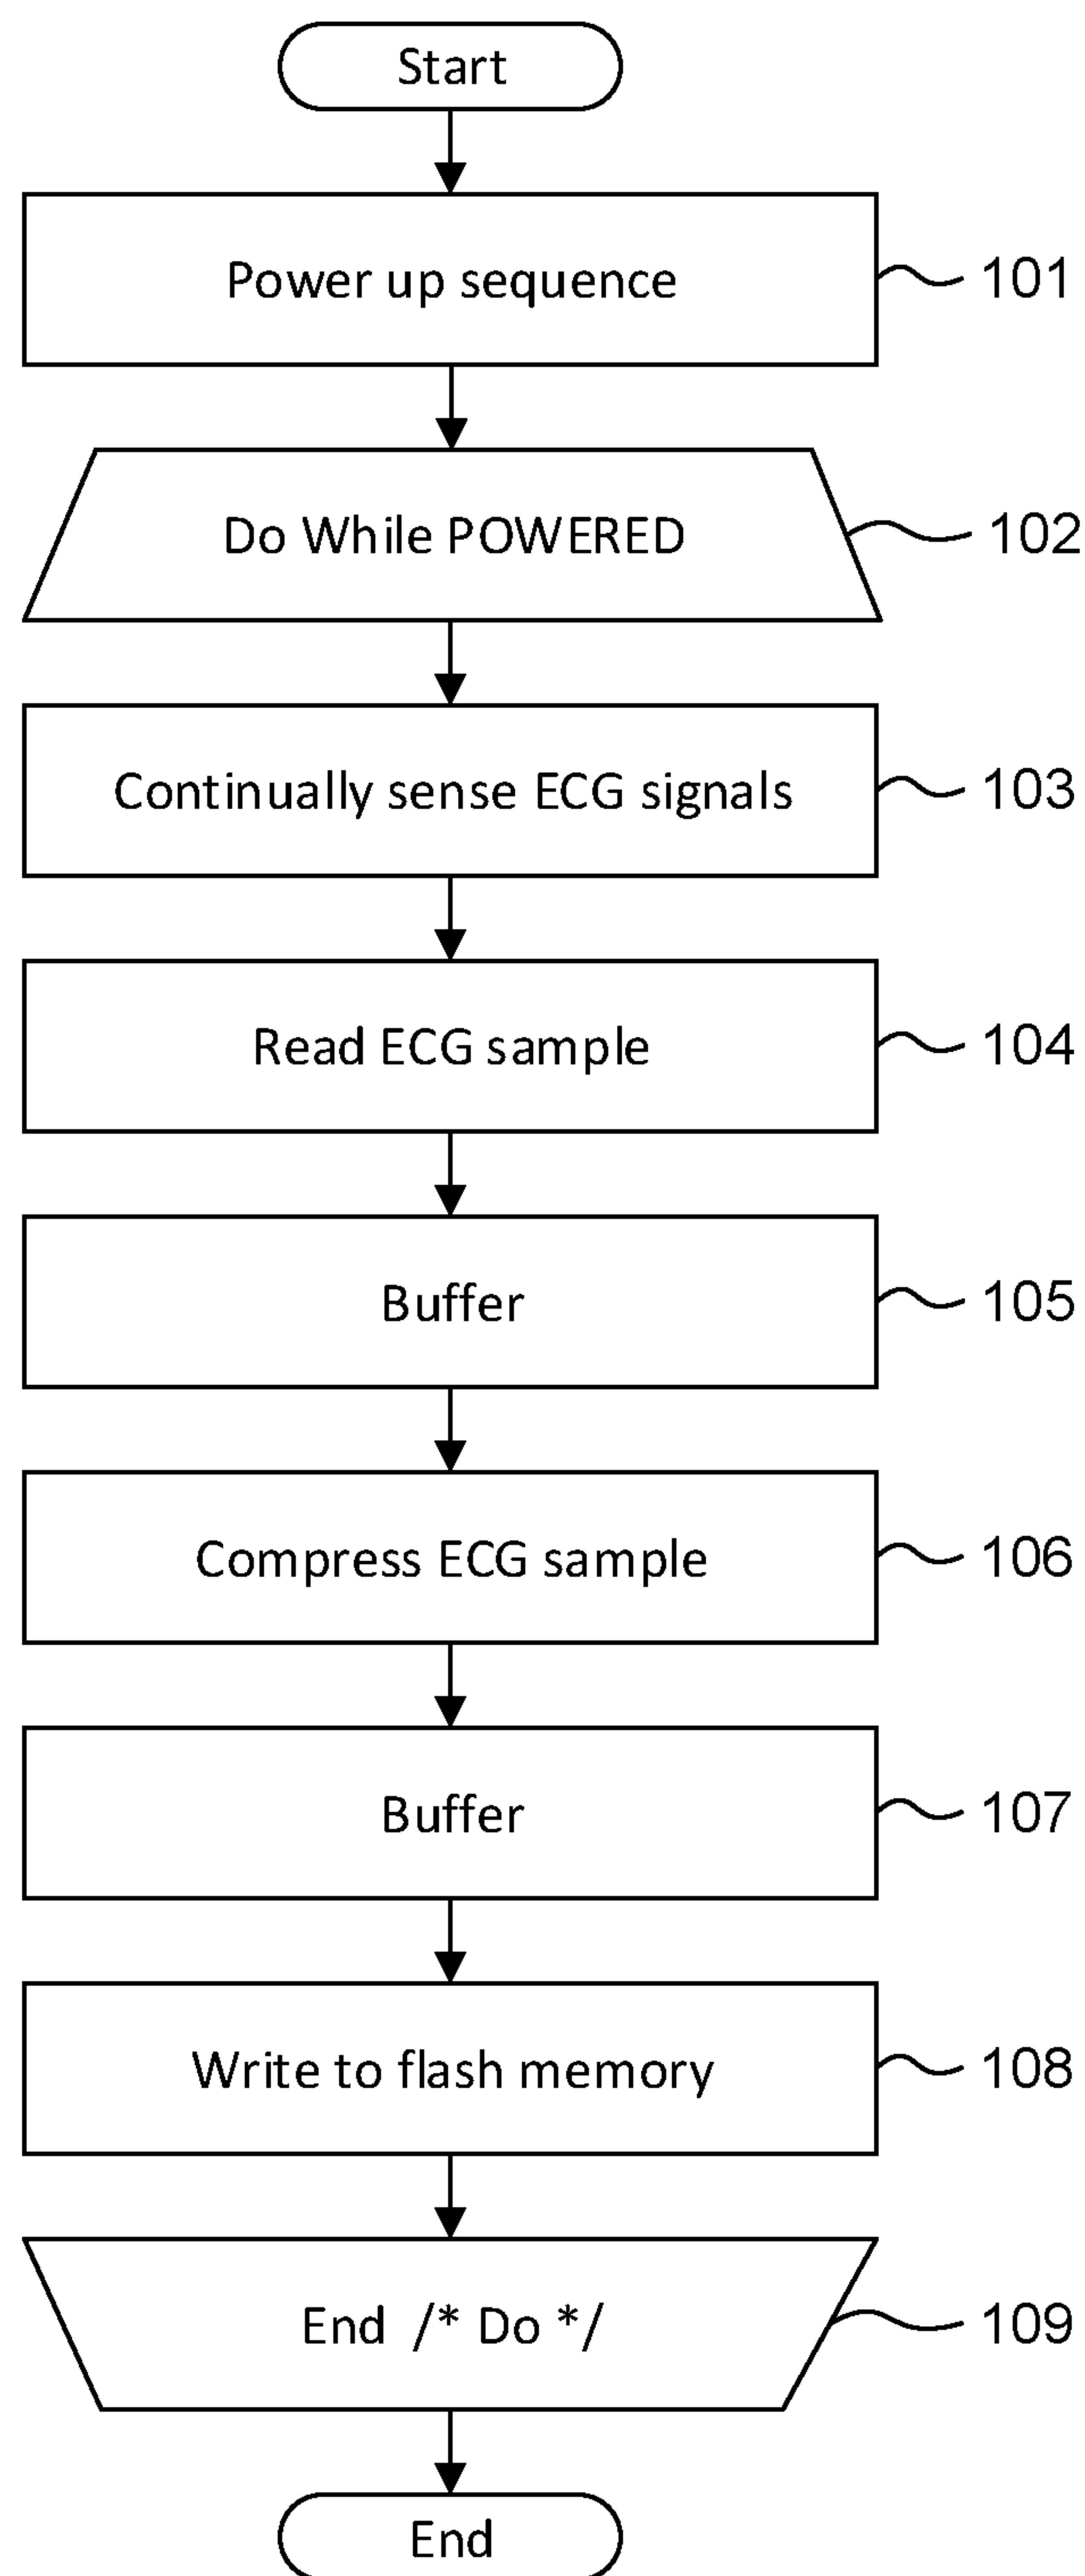 Start
Power up sequence 101
Do While POWERED 102
Continually sense ECG signals 103
Read ECG sample 104
Buffer 105
Compress ECG sample 106
Buffer 107
Write to flash memory 108
End /* Do */ 109
End